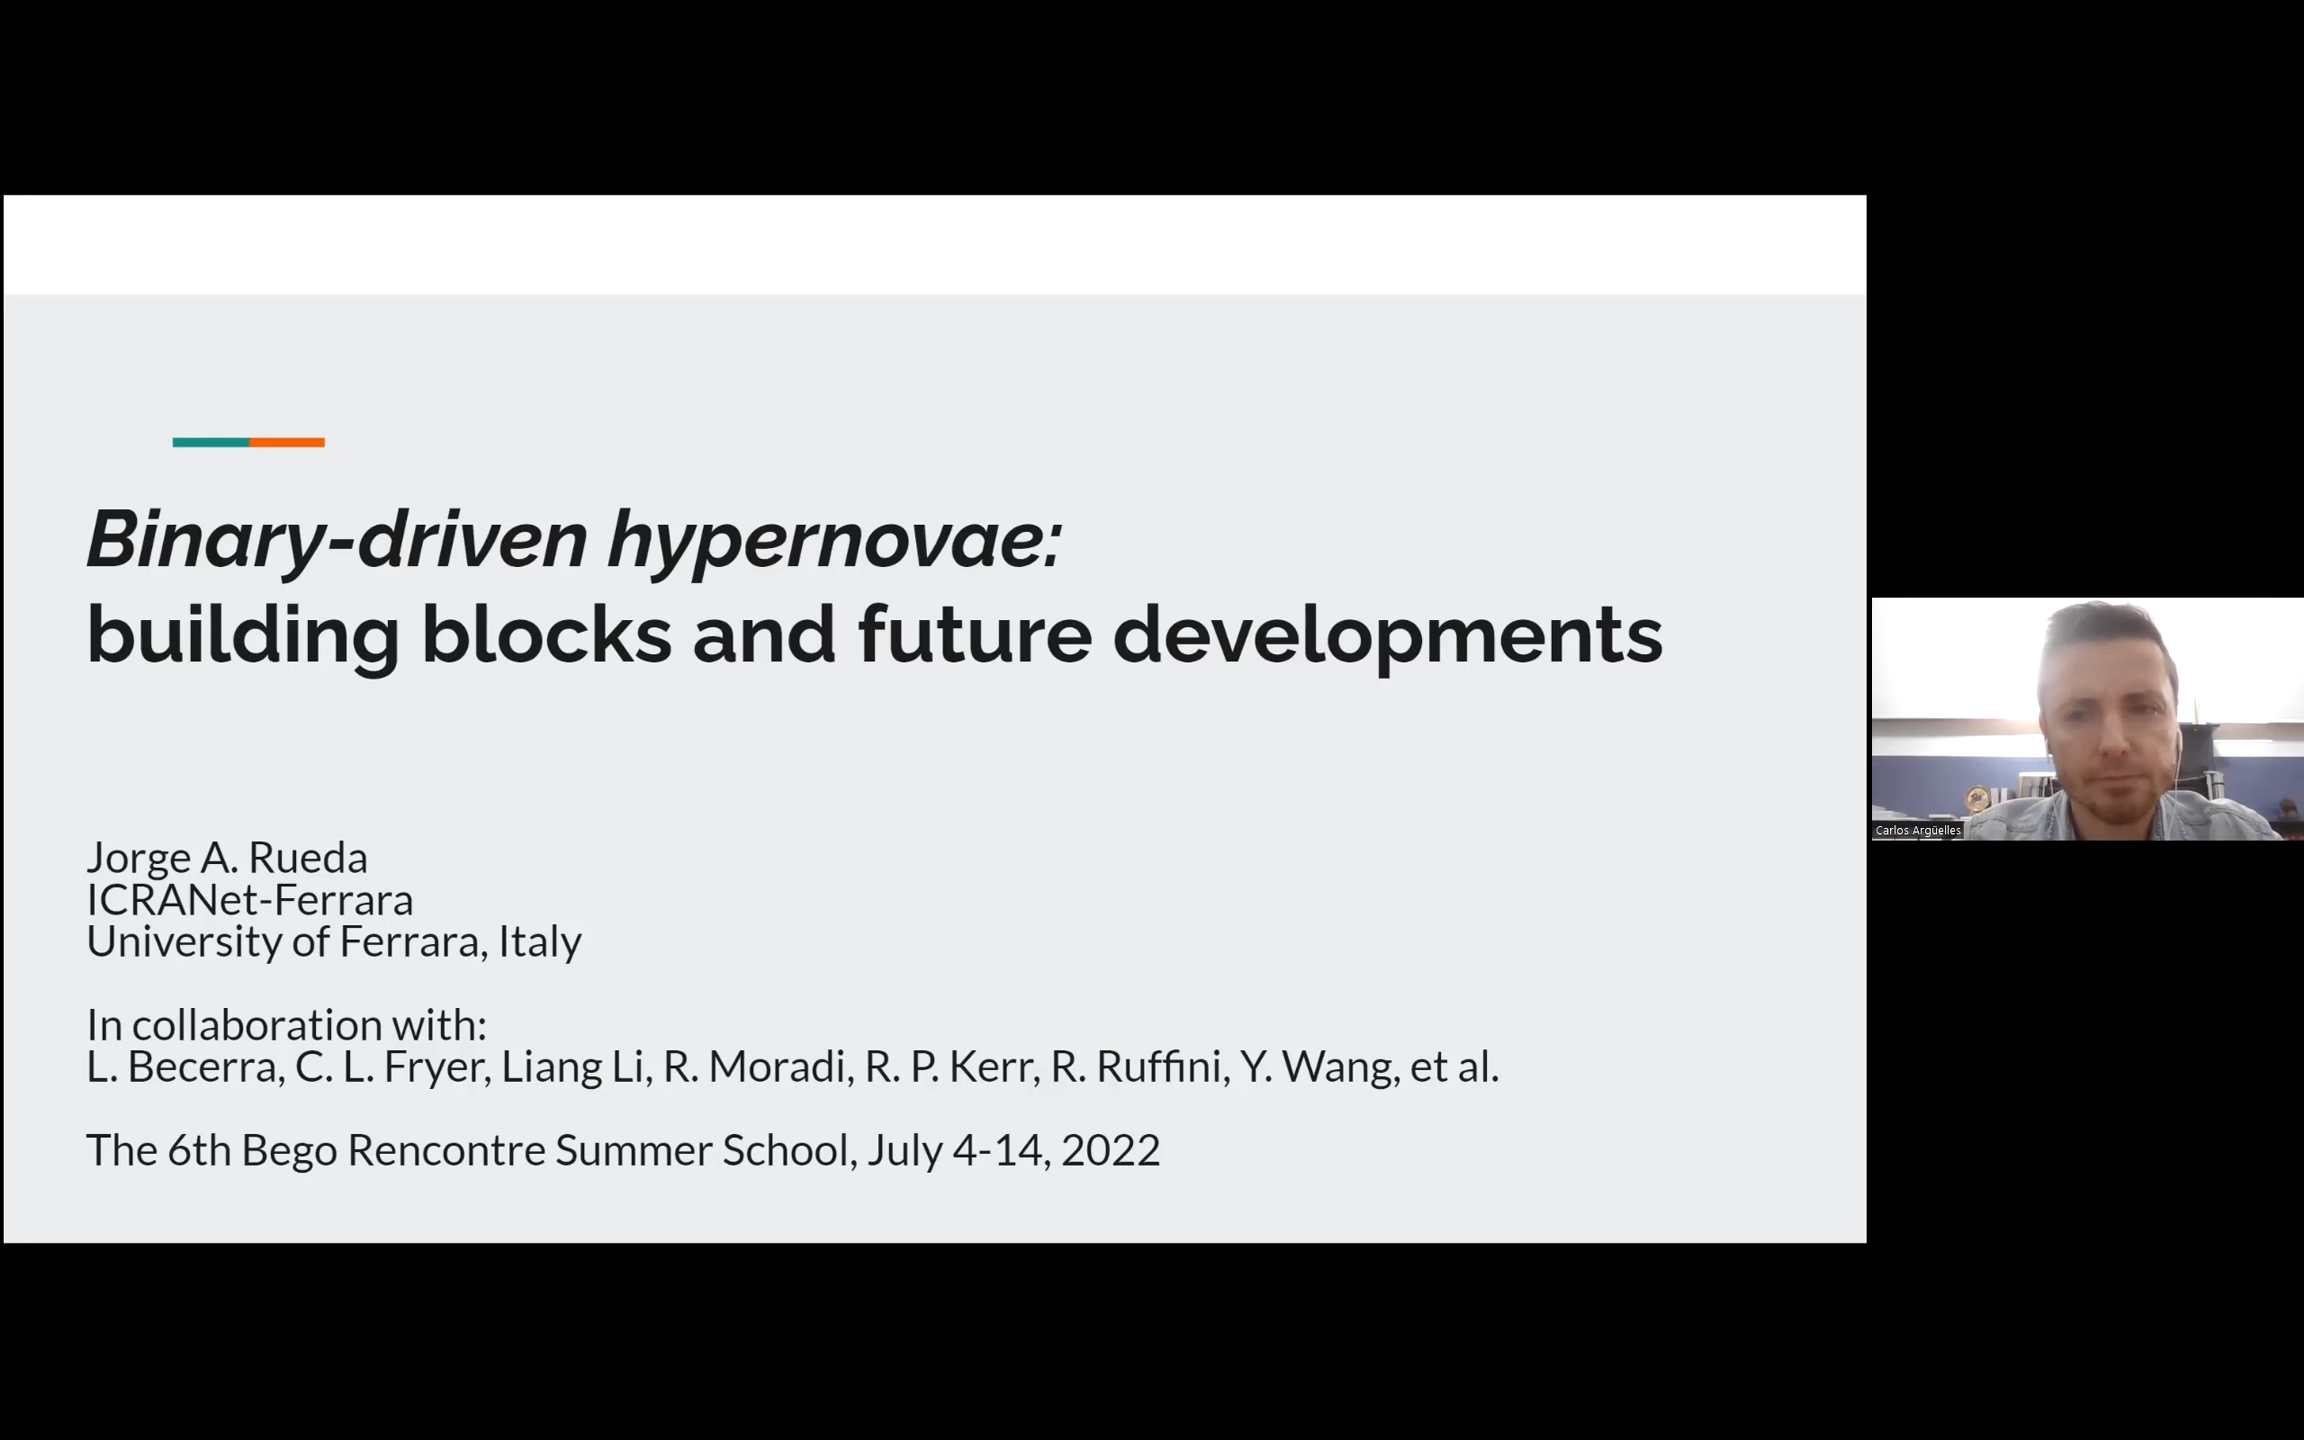 Binary-driven hypernovae:
building blocks and future developments
Jorge A. Rueda
ICRANet-Ferrara
University of Ferrara, Italy
In collaboration with:
L. Becerra, C. L. Fryer, Liang Li, R. Moradi, R. P. Kerr, R. Ruffini, Y. Wang, et al.
The 6th Bego Rencontre Summer School, July 4-14, 2022
Carlos Argüelles